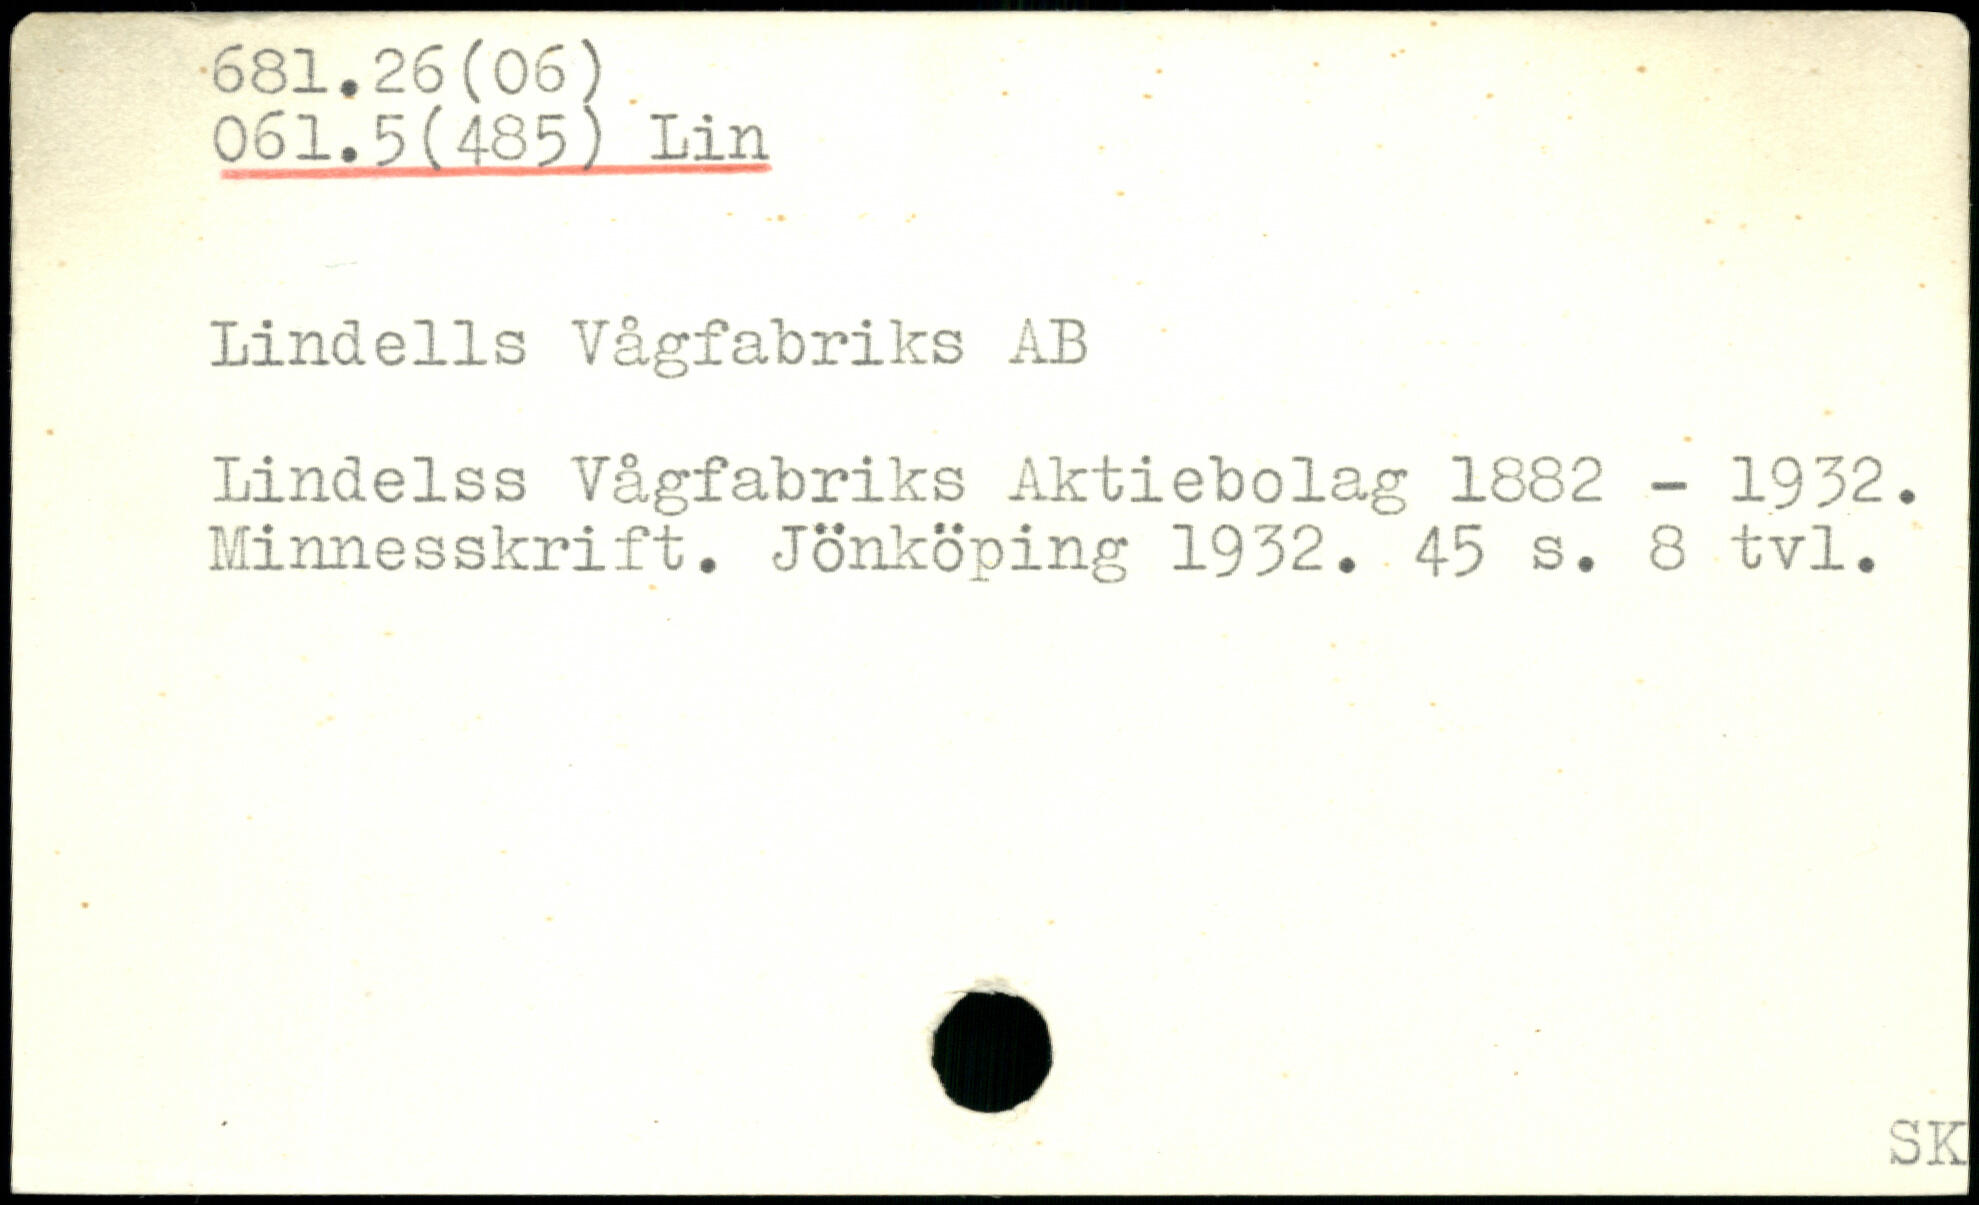 681.26(06)
061.5(485) Lin
Lindells Vågfabriks AB
Lindelss Vågfabriks Aktiebolag 1882 - 1932.
Minnesskrift. Jönköping 1932. 45 s. 8 tvl.
SK